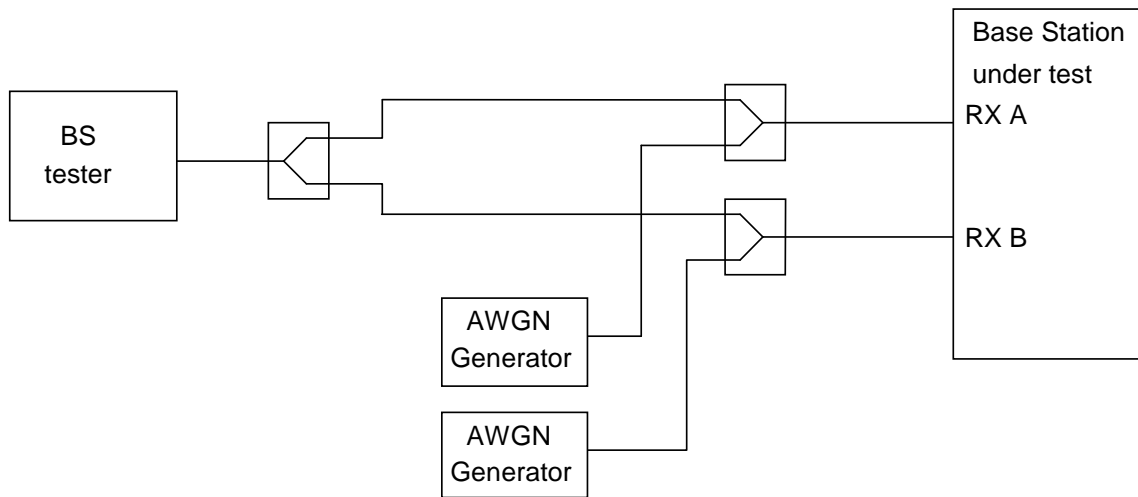 BS
tester
Base Station
under test
RX A
RX B
AWGN
Generator
AWGN
Generator